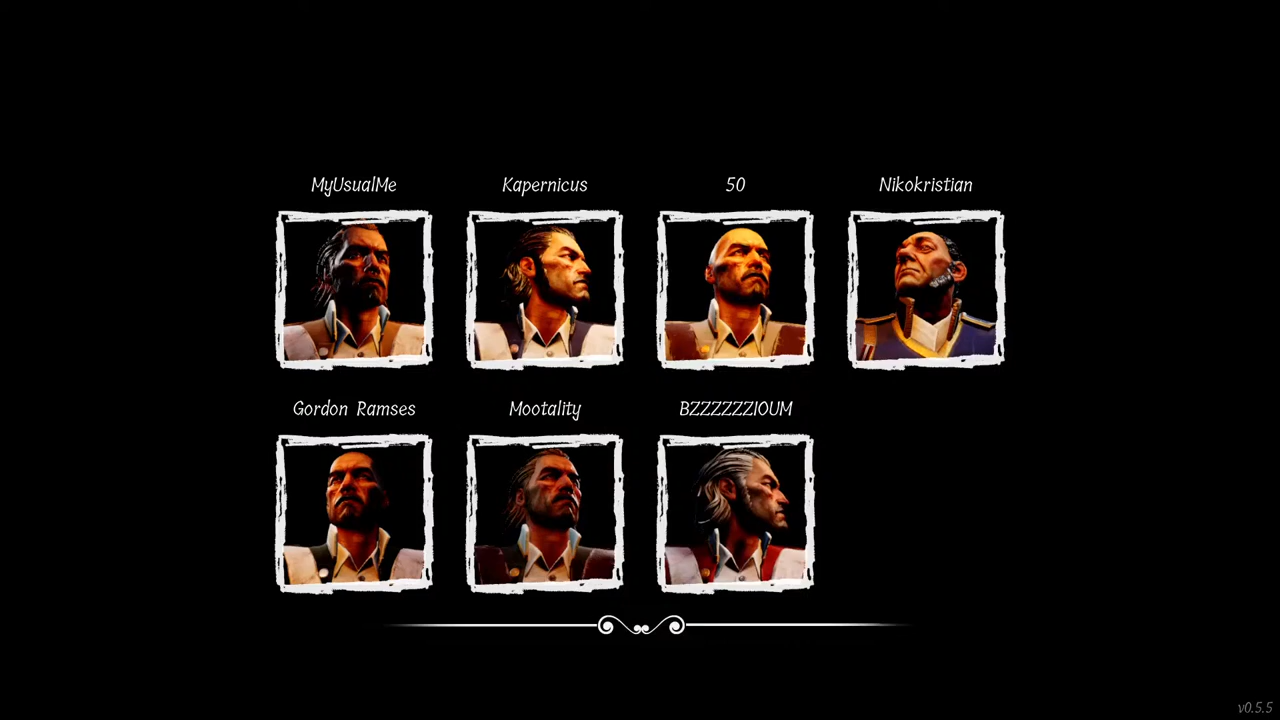 MyUsualMe
Kapernicus
50
Nikokristian
Gordon Ramses
Mootality
BZZZZZZIOUM
v0.5.5